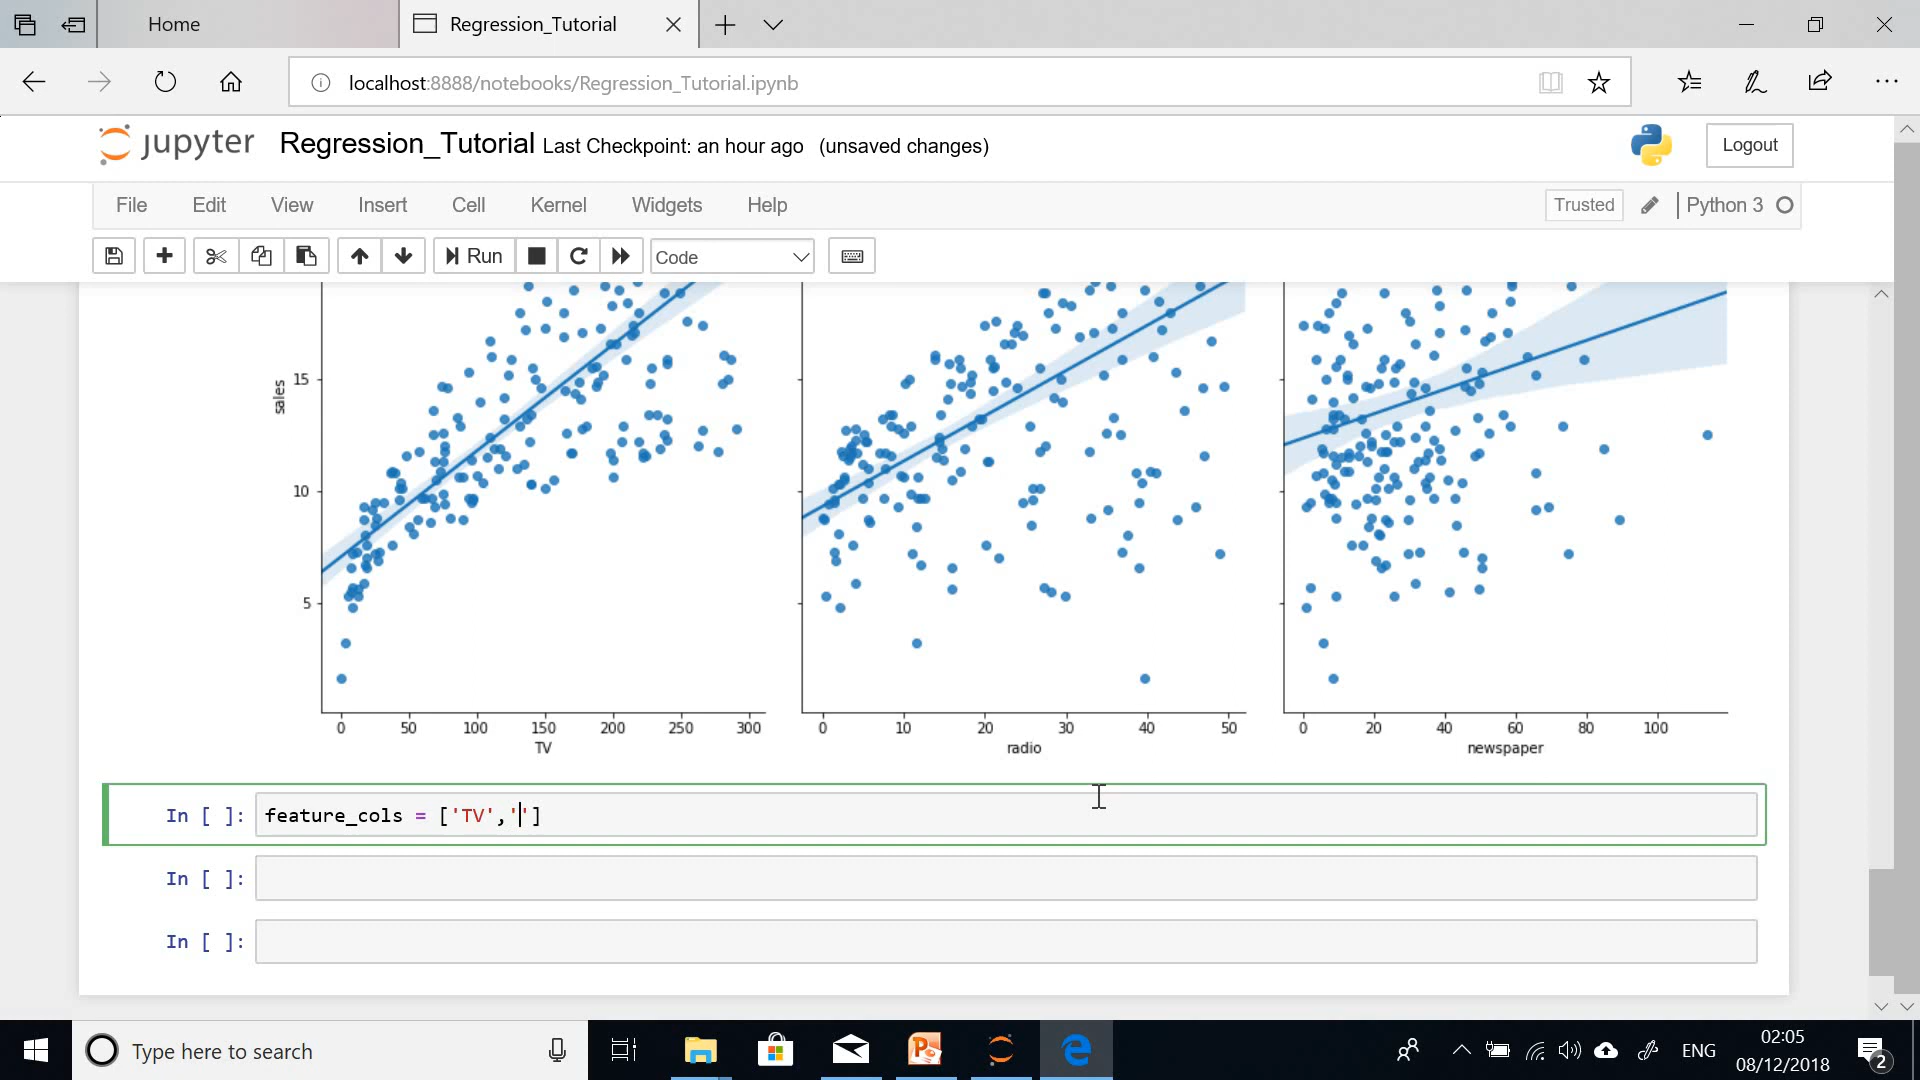 Home
Regression_Tutorial
localhost:8888/notebooks/Regression_Tutorial.ipynb
jupyter Regression_Tutorial Last Checkpoint: an hour ago (unsaved changes)
Logout
File Edit View Insert Cell Kernel Widgets Help
Trusted Python 3
Run Code
sales
15
10
5
0 50 100 150 200 250 300
TV
0 10 20 30 40 50
radio
0 20 40 60 80 100
newspaper
In [ ]: feature_cols = ['TV','']
In [ ]:
In [ ]:
Type here to search
ENG
02:05
08/12/2018
2